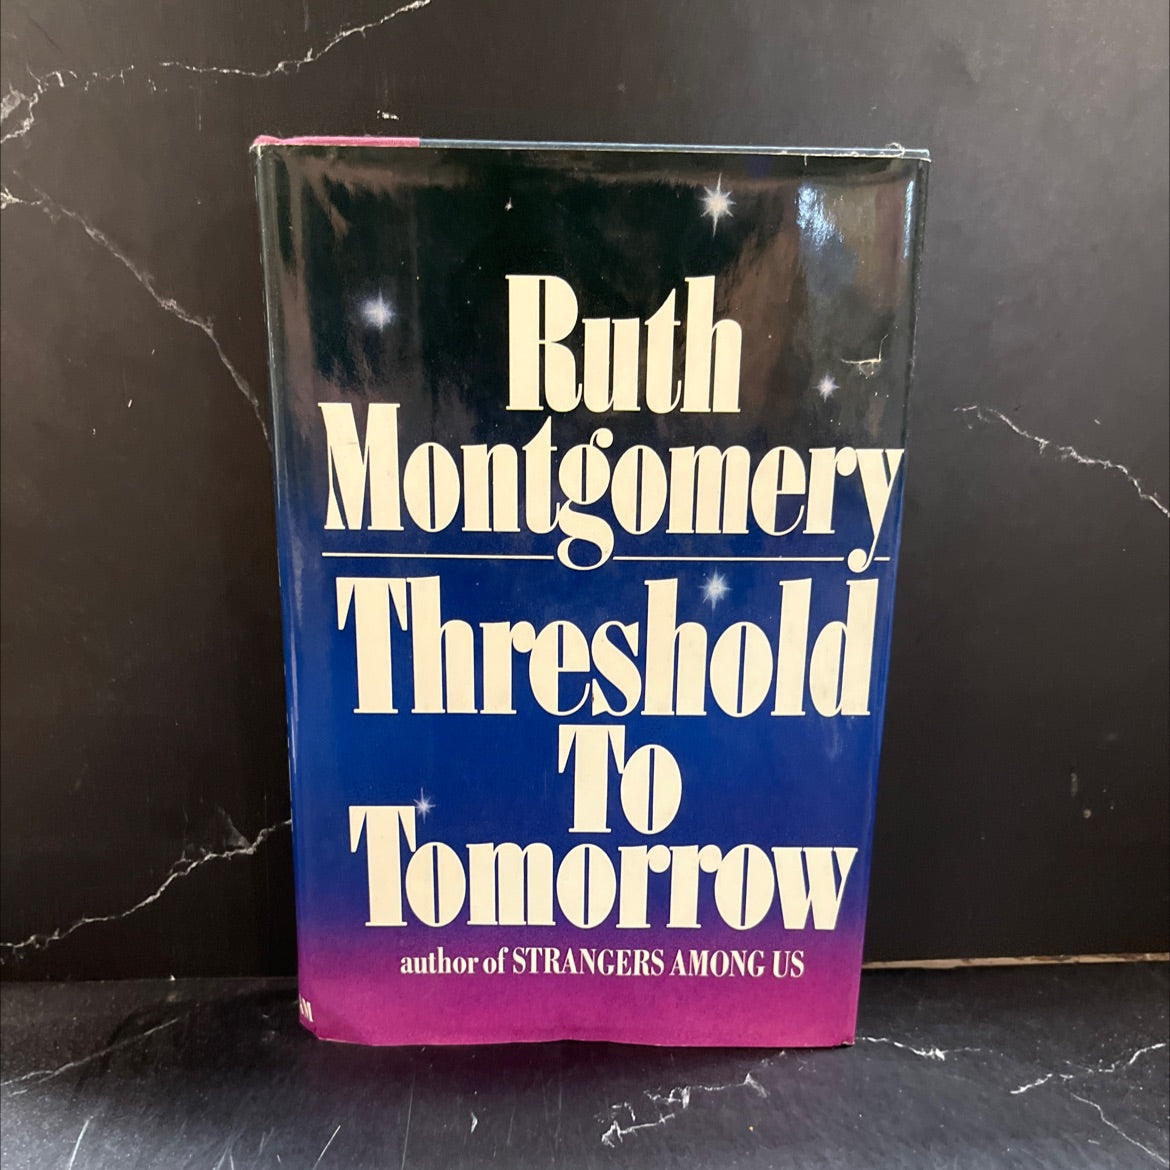 Ruth
Montgomery
Threshold
To
Tomorrow
author of STRANGERS AMONG US